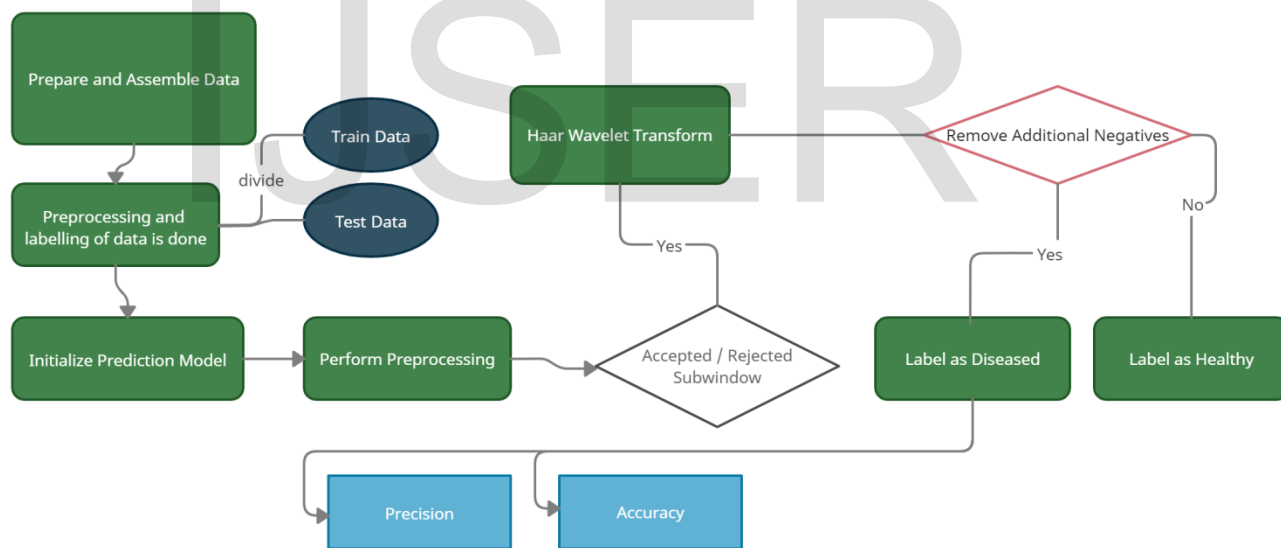 IJSER
Prepare and Assemble Data
Train Data
Haar Wavelet Transform
Remove Additional Negatives
divide
Preprocessing and
labelling of data is done
Test Data
No
Yes
Yes
Initialize Prediction Model
Perform Preprocessing
Accepted / Rejected
Subwindow
Label as Diseased
Label as Healthy
Precision
Accuracy